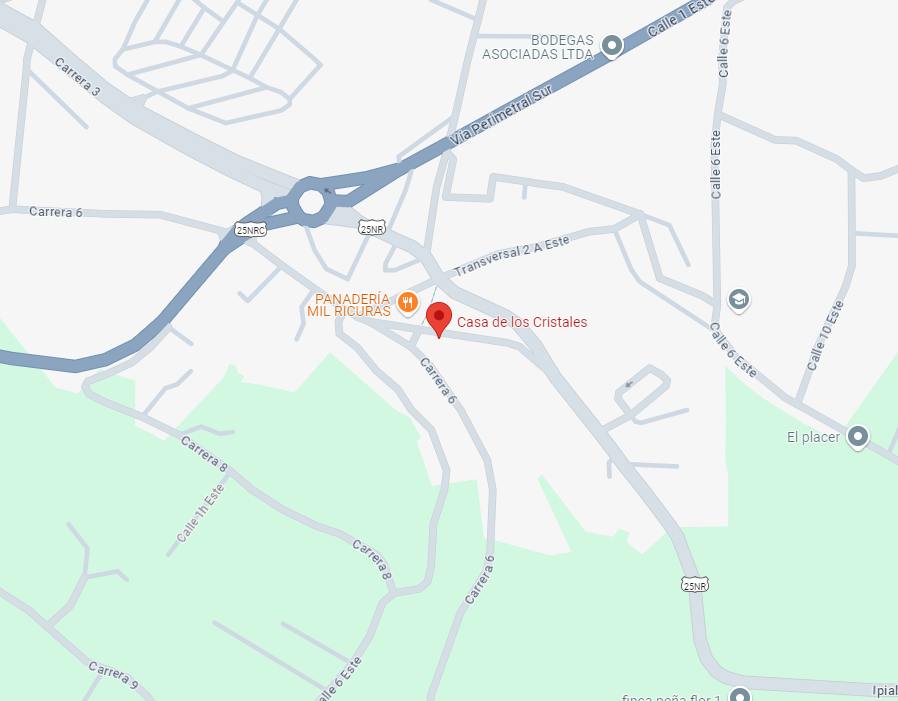 Calle 1 Este
Calle 6 Este
BODEGAS
ASOCIADAS LTDA
Carrera 3
Vía Perimetral Sur
Calle 6 Este
Carrera 6
25NRC
25NR
Transversal 2 A Este
PANADERÍA
MIL RICURAS
Casa de los Cristales
Calle 10 Este
Calle 6 Este
Carrera 6
El placer
Carrera 8
Calle 1h Este
Carrera 8
Carrera 6
25NR
Carrera 9
alle 6 Este
Ipial
finca peña flor 1